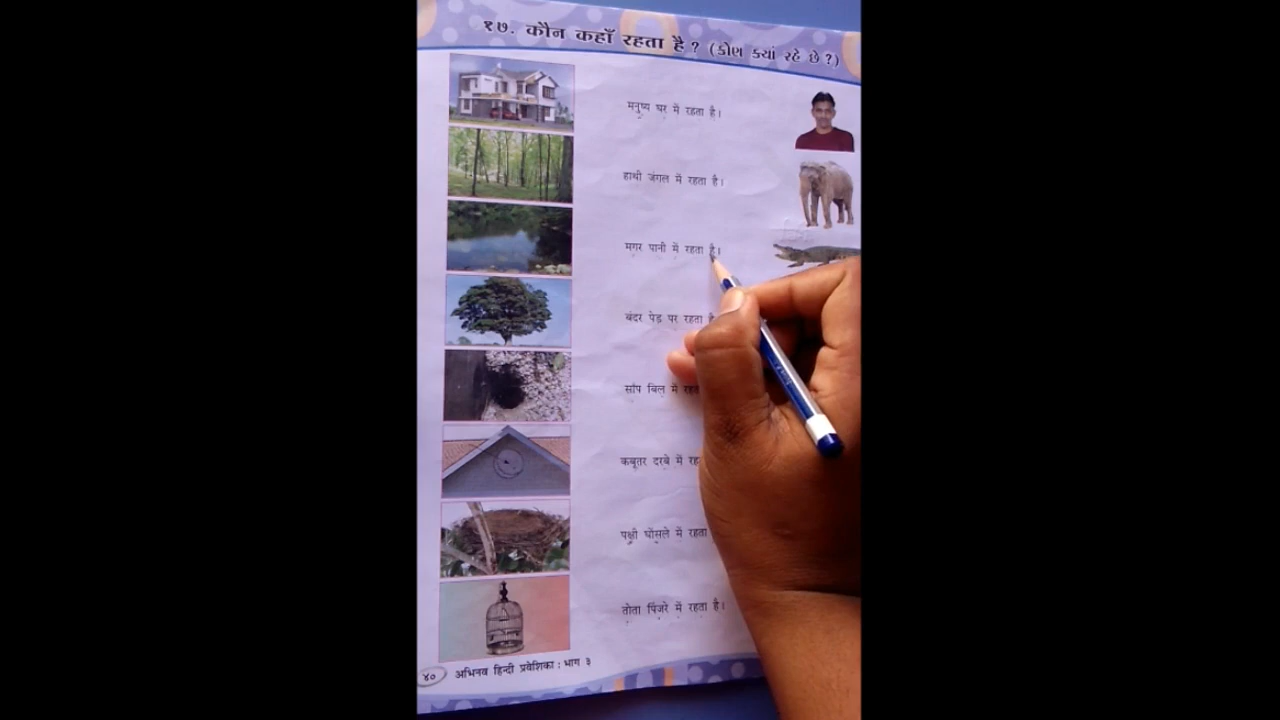 १७. कौन कहाँ रहता है? (કોણ ક્યાં રહે છે?)
मनुष्य घर में रहता है।
हाथी जंगल में रहता है।
मगर पानी में रहता है।
बंदर पेड़ पर रहता
साँप बिल में
कबूतर दरबे में
पक्षी घोंसले में रहता
तोता पिंजरे में रहता है।
४० अभिनव हिन्दी प्रवेशिका : भाग ३